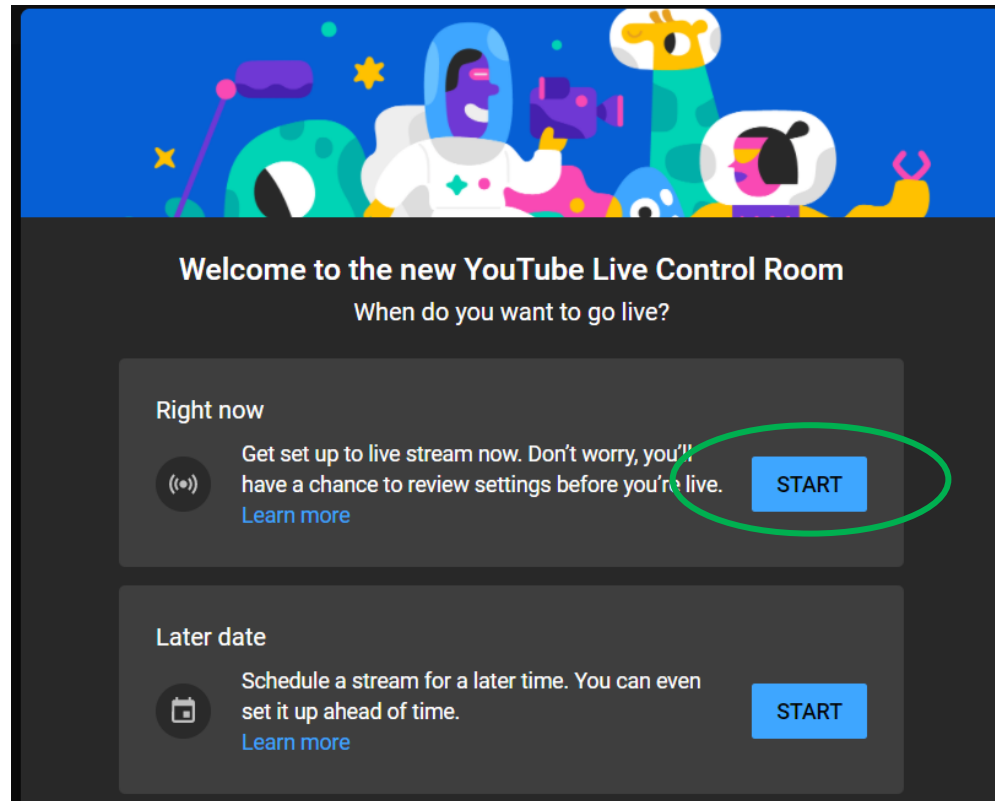 Welcome to the new YouTube Live Control Room
When do you want to go live?
Right now
Get set up to live stream now. Don't worry, you'll
have a chance to review settings before you're live.
Learn more
START
Later date
Schedule a stream for a later time. You can even
set it up ahead of time.
Learn more
START